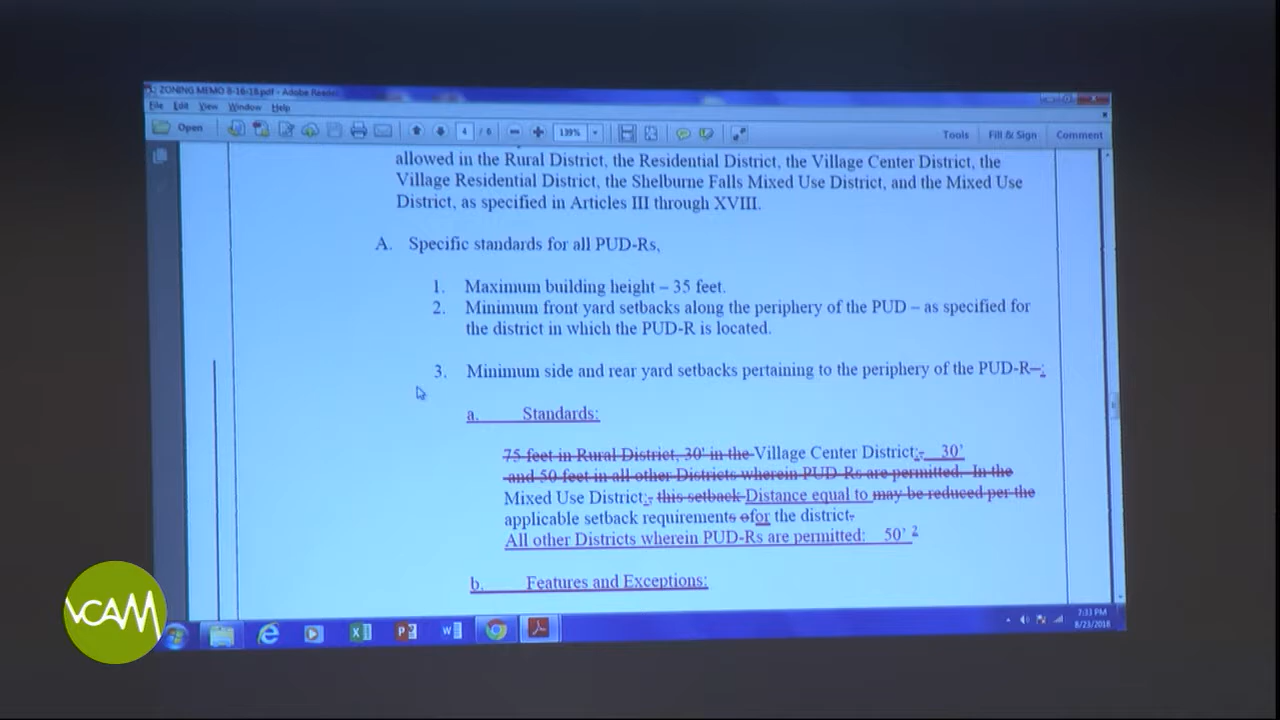 ZONING MEMO 8-16-18.pdf - Adobe Reader
File Edit View Window Help
Open 4 / 6 139% Tools Fill & Sign Comment
allowed in the Rural District, the Residential District, the Village Center District, the
Village Residential District, the Shelburne Falls Mixed Use District, and the Mixed Use
District, as specified in Articles III through XVIII.
A. Specific standards for all PUD-Rs,
1. Maximum building height – 35 feet.
2. Minimum front yard setbacks along the periphery of the PUD – as specified for
the district in which the PUD-R is located.
3. Minimum side and rear yard setbacks pertaining to the periphery of the PUD-R–:
a. Standards:
75 feet in Rural District, 30' in the Village Center District:, 30'
and 50 feet in all other Districts wherein PUD-Rs are permitted. In the
Mixed Use District:, this setback Distance equal to may be reduced per the
applicable setback requirements offor the district.
All other Districts wherein PUD-Rs are permitted: 50' 2
b. Features and Exceptions:
VCAM
7:33 PM
8/23/2018